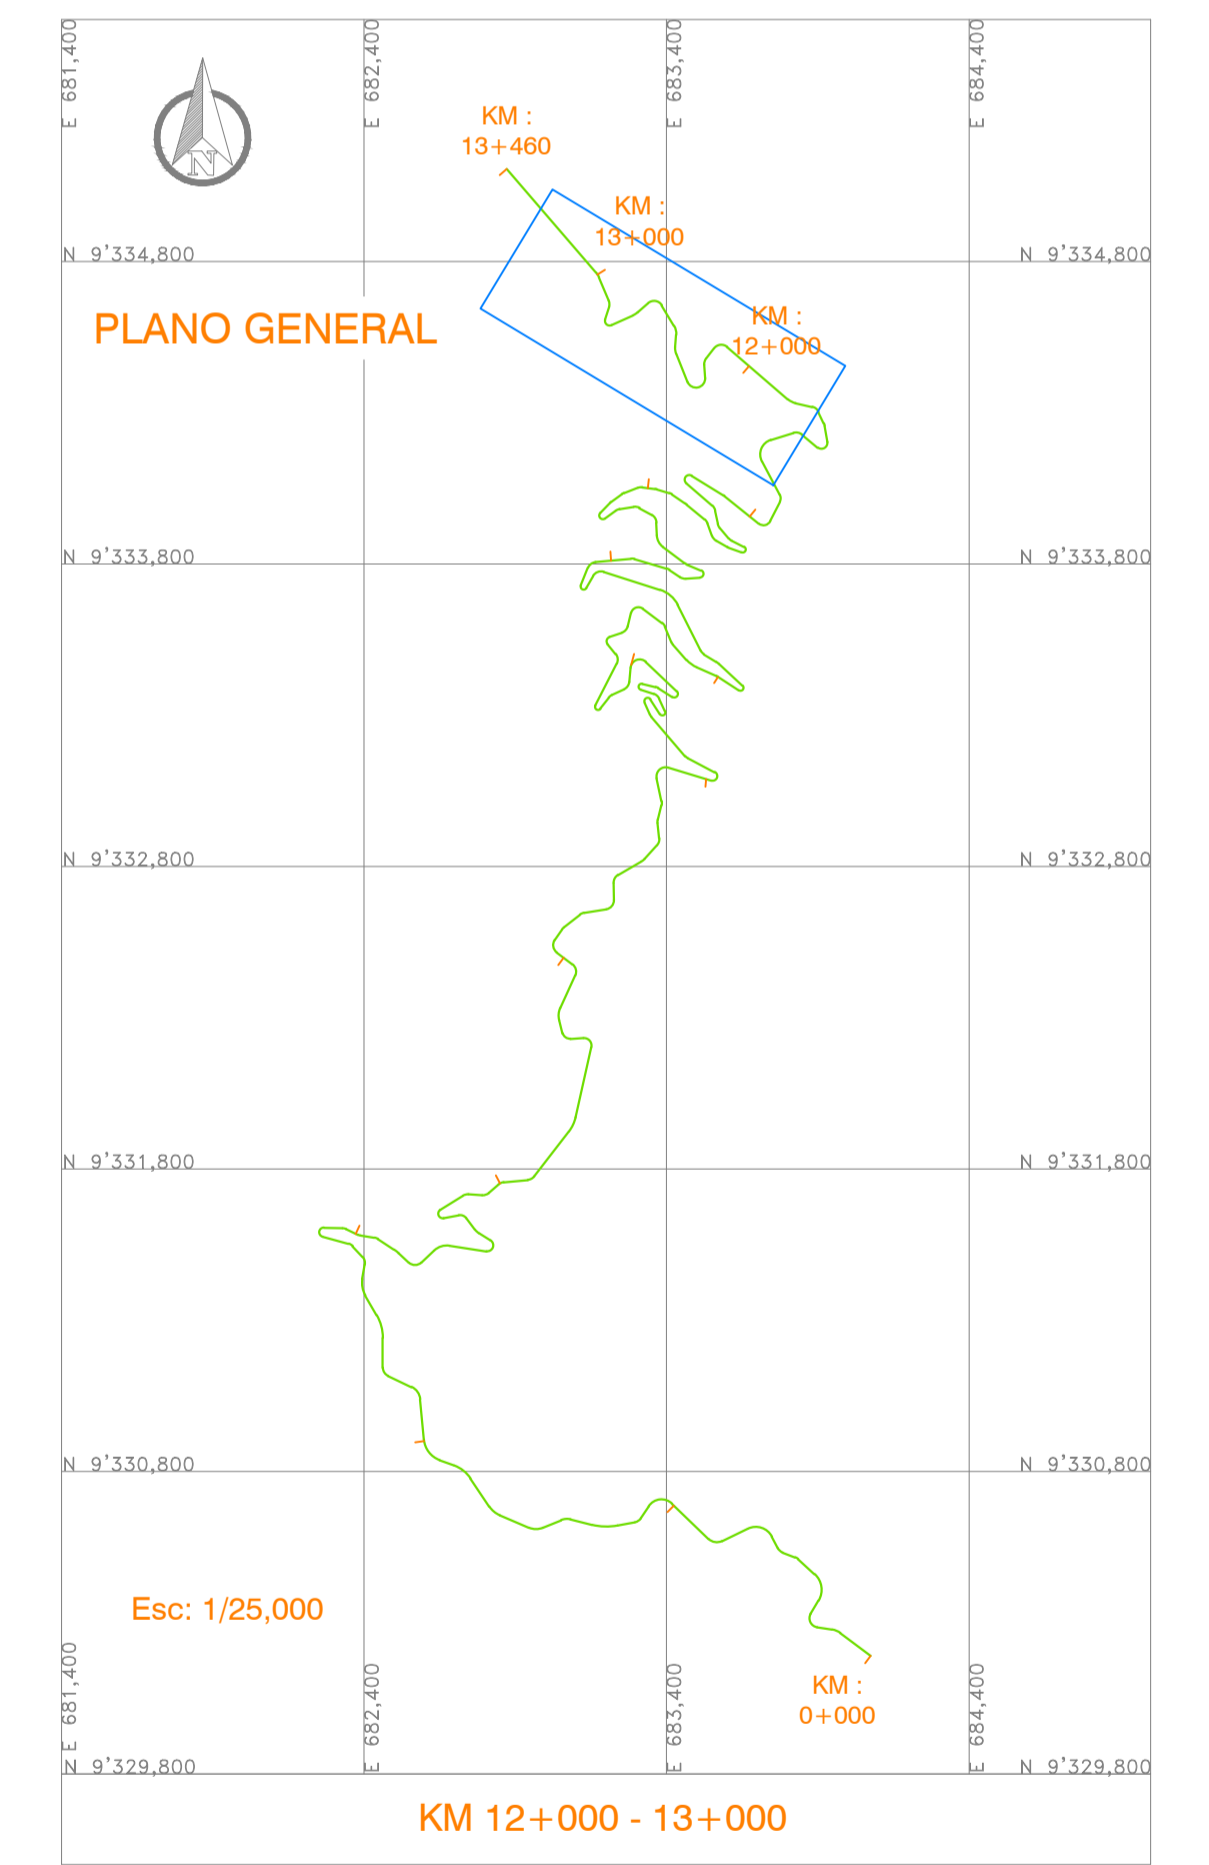 E 681,400
E 682,400
E 683,400
E 684,400
N
KM :
13+460
KM :
13+000
N 9'334,800
N 9'334,800
PLANO GENERAL
KM :
12+000
N 9'333,800
N 9'333,800
N 9'332,800
N 9'332,800
N 9'331,800
N 9'331,800
N 9'330,800
N 9'330,800
Esc: 1/25,000
KM :
0+000
E 681,400
E 682,400
E 683,400
E 684,400
N 9'329,800
N 9'329,800
KM 12+000 - 13+000